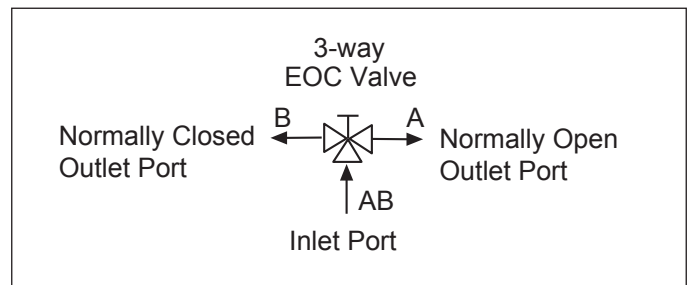 3-way
EOC Valve
B
A
Normally Closed
Outlet Port
Normally Open
Outlet Port
AB
Inlet Port